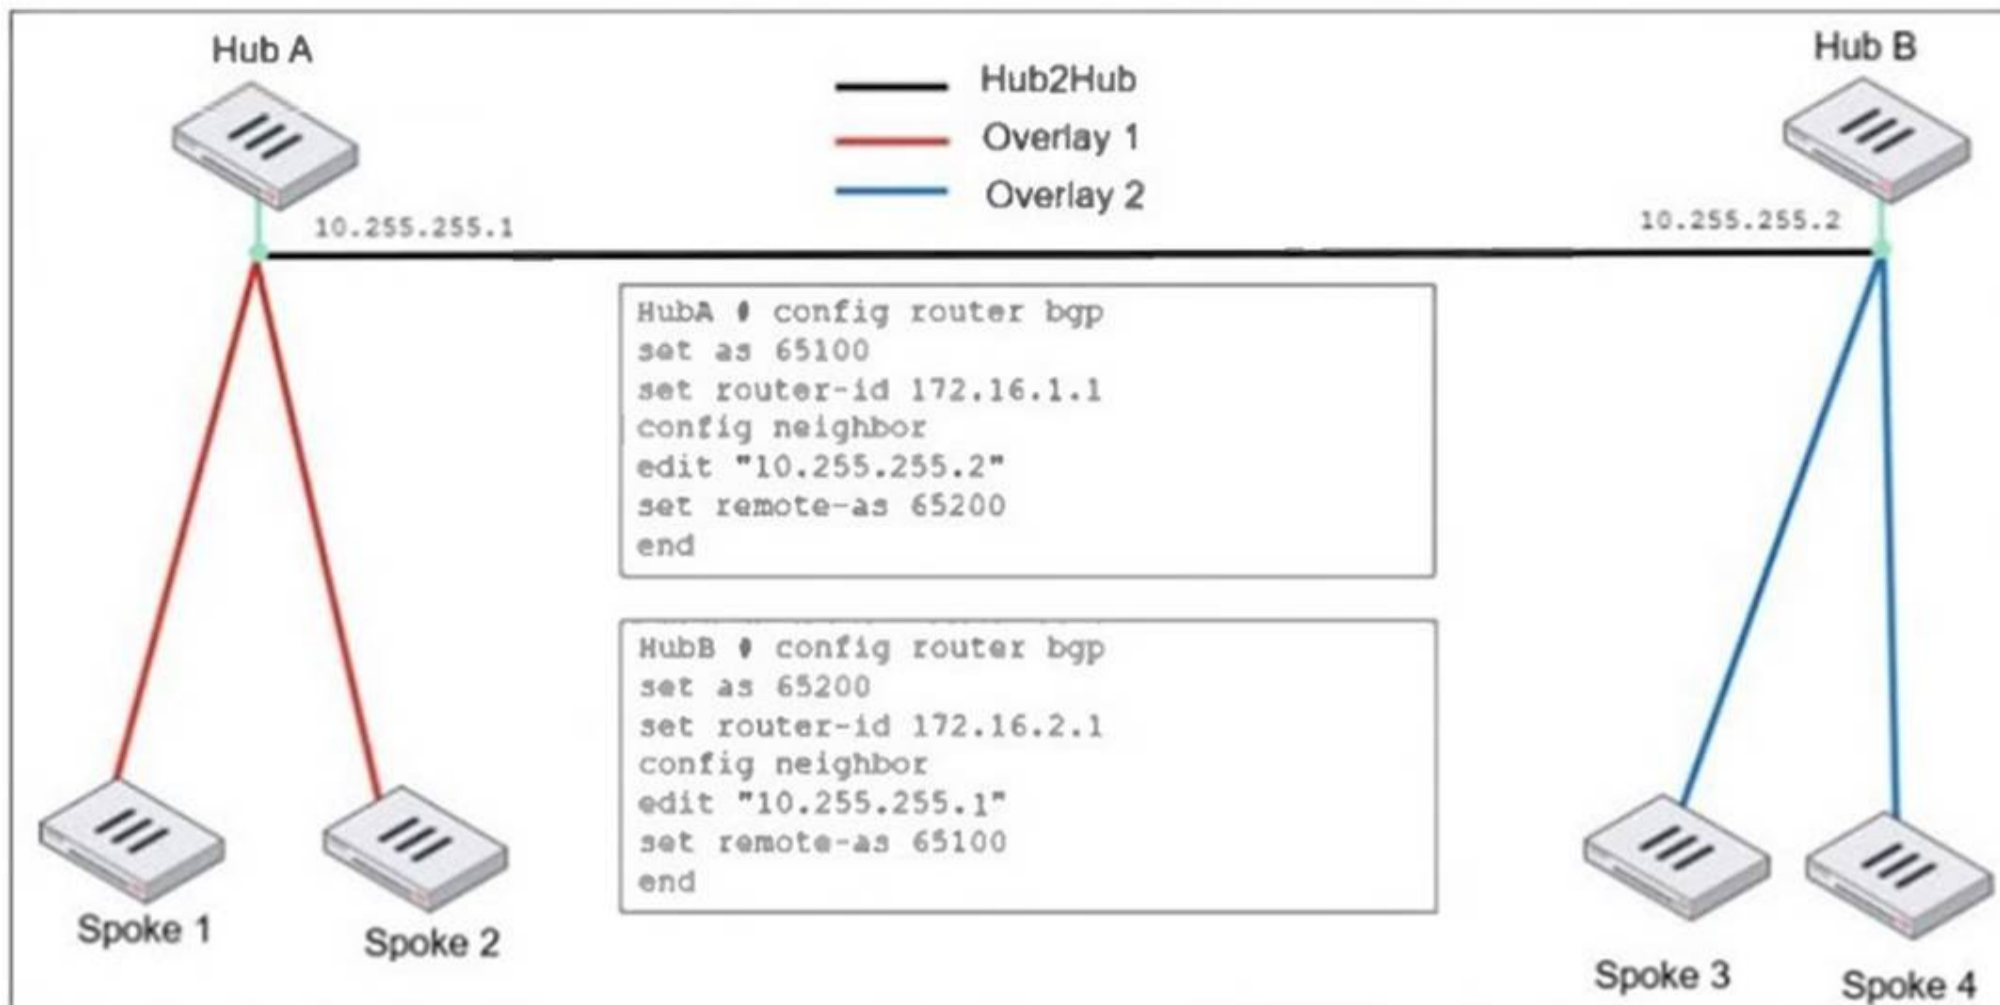 Hub A
Hub B
Hub2Hub
Overlay 1
Overlay 2
10.255.255.1
10.255.255.2
HubA # config router bgp
set as 65100
set router-id 172.16.1.1
config neighbor
edit "10.255.255.2"
set remote-as 65200
end
HubB # config router bgp
set as 65200
set router-id 172.16.2.1
config neighbor
edit "10.255.255.1"
set remote-as 65100
end
Spoke 1
Spoke 2
Spoke 3
Spoke 4